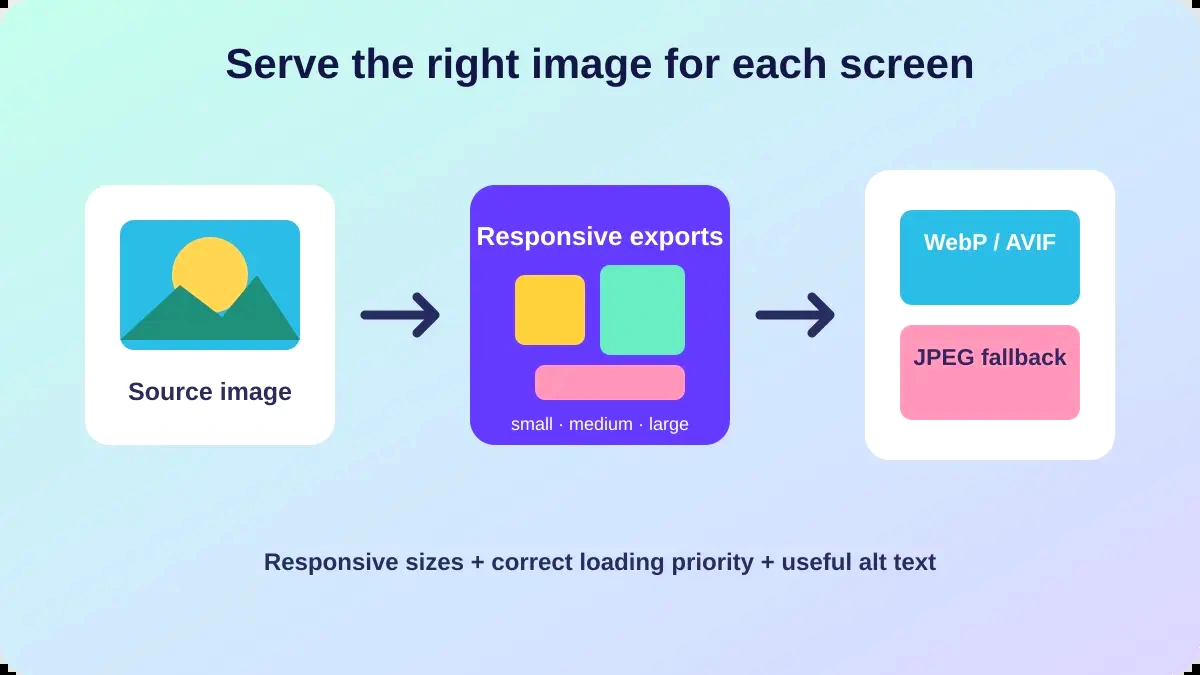 Serve the right image for each screen
Source image
Responsive exports
small · medium · large
WebP / AVIF
JPEG fallback
Responsive sizes + correct loading priority + useful alt text